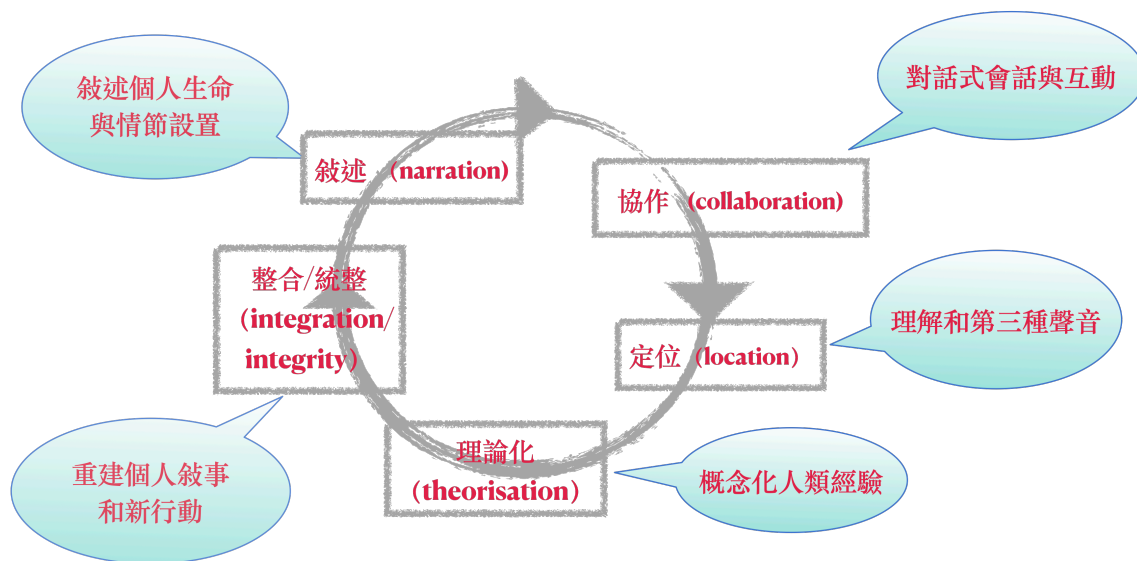 敍述個人生命
與情節設置
敍述 (narration)
對話式會話與互動
協作 (collaboration)
理解和第三種聲音
定位 (location)
概念化人類經驗
理論化
(theorisation)
重建個人敍事
和新行動
整合/統整
(integration/
integrity)